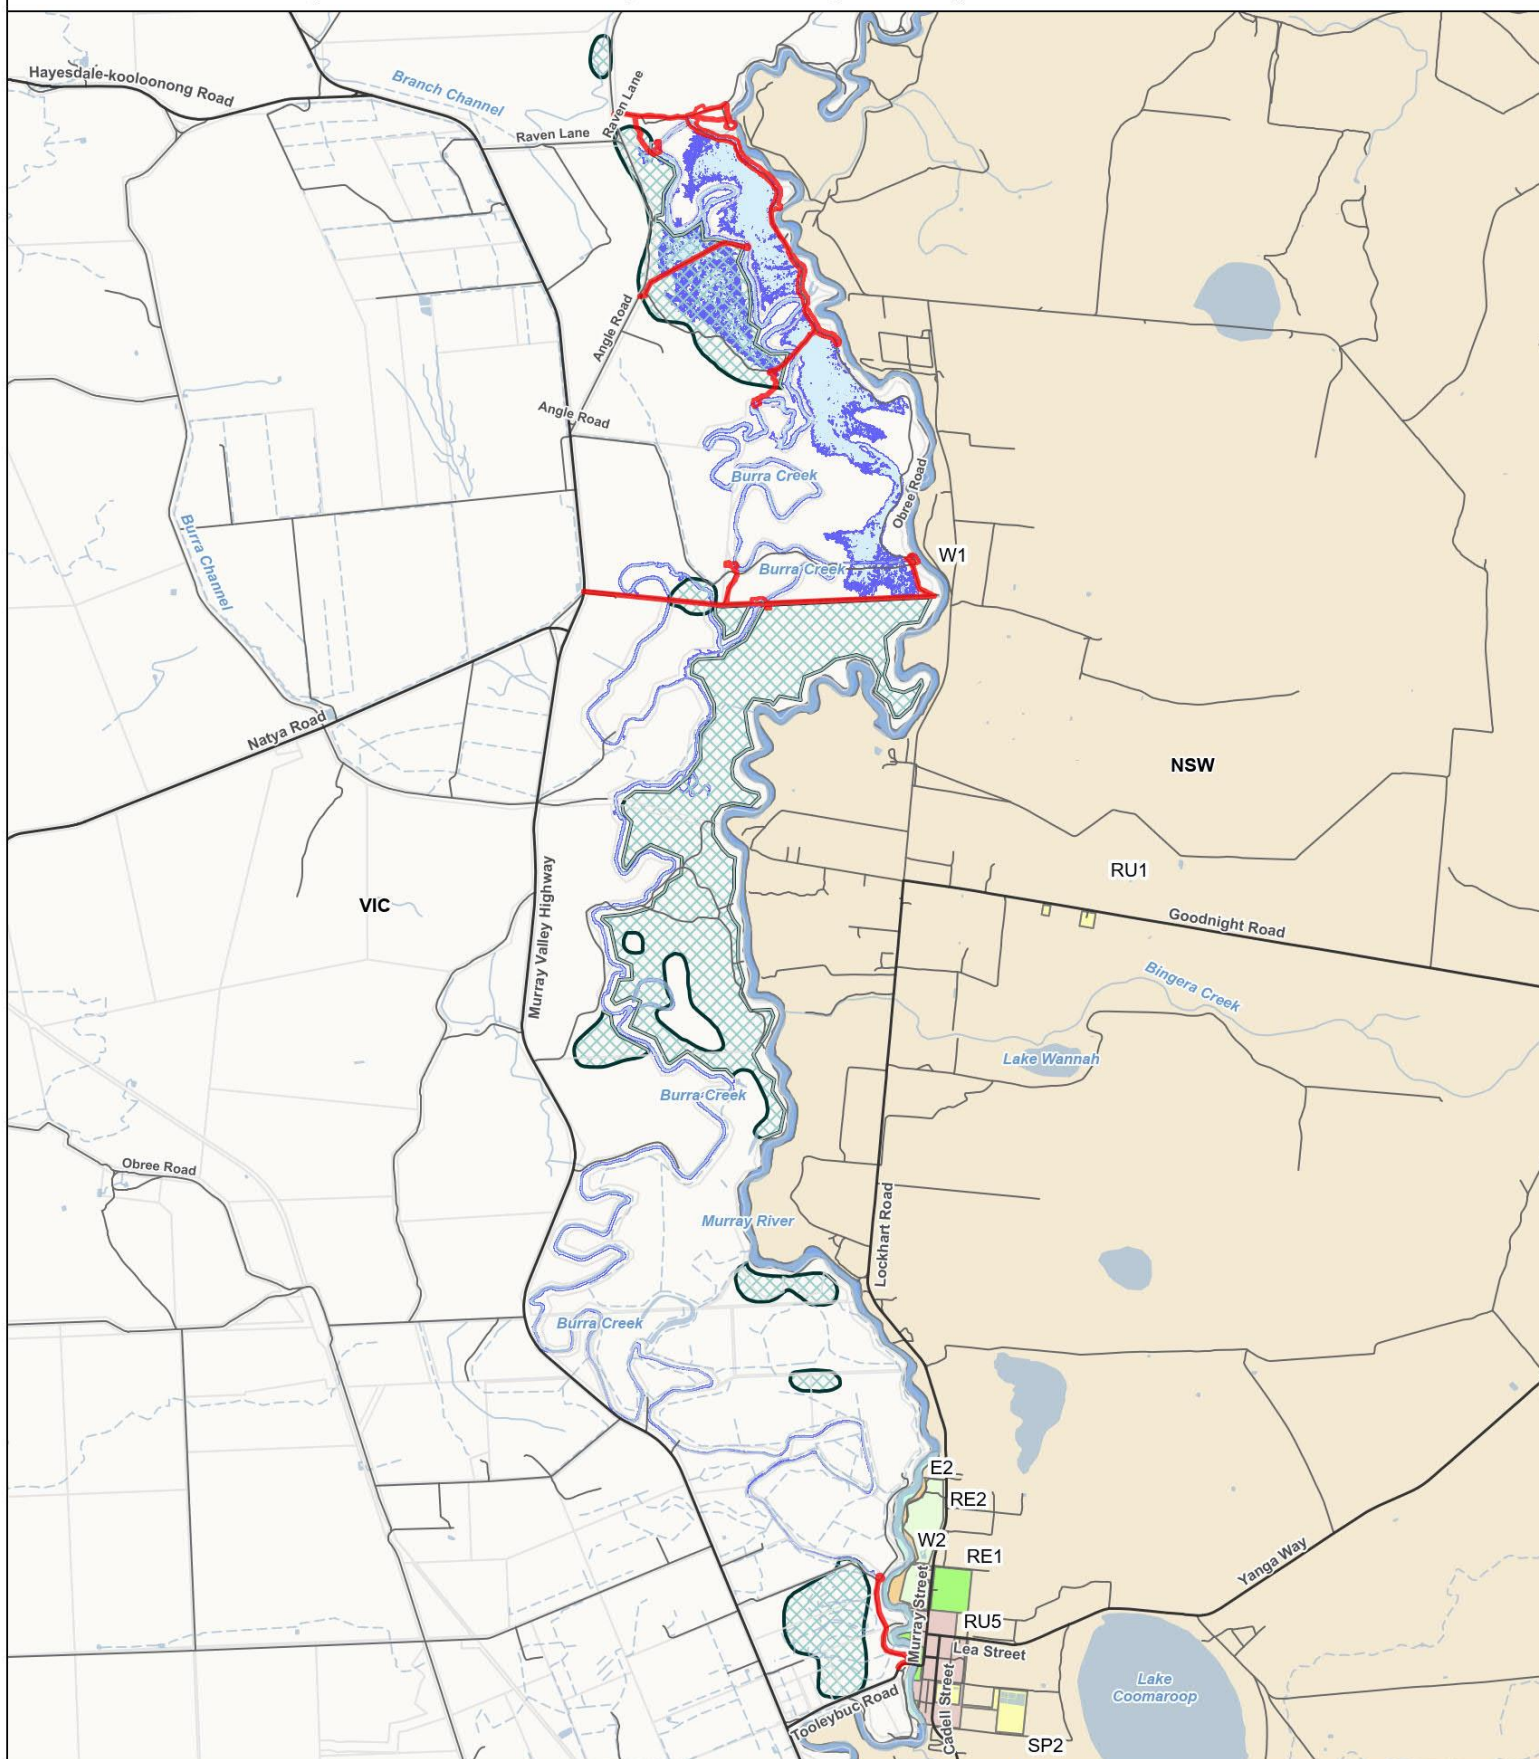 Hayesdale-kooloonong Road
Branch Channel
Raven Lane
Raven Lane
Angle Road
Angle Road
Burra Creek
Obree Road
Burra Channel
Burra Creek
W1
Natya Road
NSW
Murray Valley Highway
RU1
VIC
Goodnight Road
Bingera Creek
Lake Wannah
Burra Creek
Obree Road
Murray River
Lockhart Road
Burra Creek
E2
RE2
W2
RE1
Yanga Way
Murray Street
RU5
Lea Street
Lake
Coomaroop
Cadell Street
Tooleybuc Road
SP2